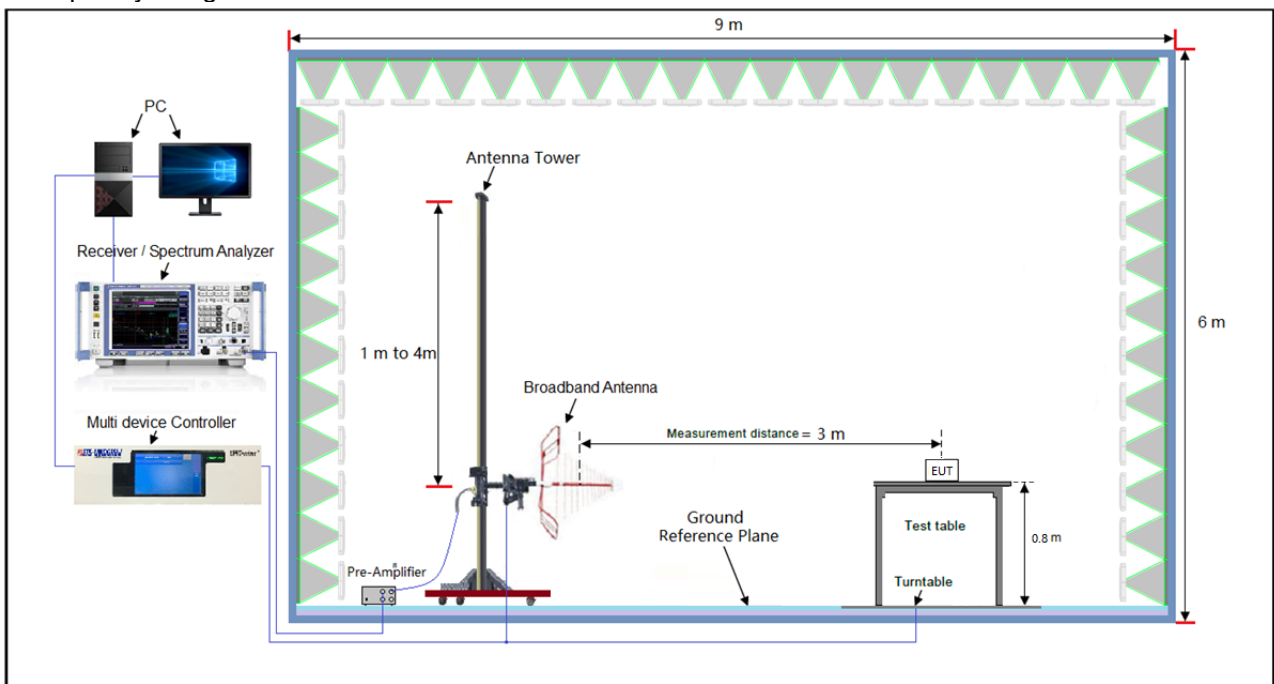 9 m
PC
Antenna Tower
Receiver / Spectrum Analyzer
6 m
1 m to 4m
Broadband Antenna
Measurement distance = 3 m
Multi device Controller
EUT
Ground
Reference Plane
Test table
0.8 m
Pre-Amplifier
Turntable